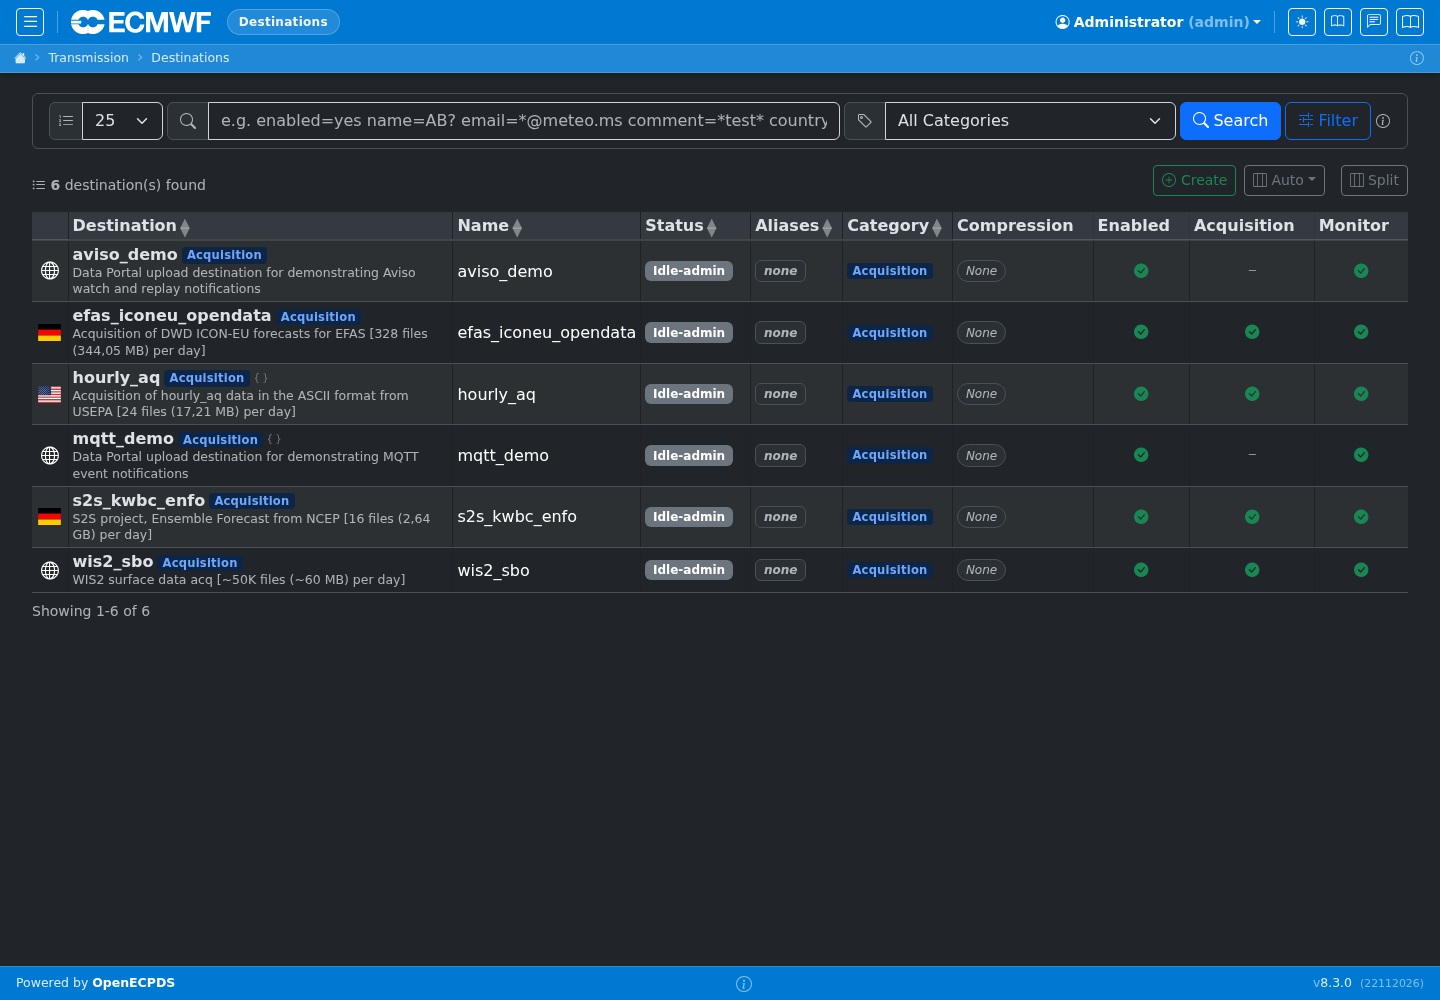 ECMWF Destinations Administrator (admin)
Transmission Destinations
25 e.g. enabled=yes name=AB? email=*@meteo.ms comment=*test* country All Categories Search Filter
6 destination(s) found Create Auto Split
Destination Name Status Aliases Category Compression Enabled Acquisition Monitor
aviso_demo Acquisition
Data Portal upload destination for demonstrating Aviso
watch and replay notifications
aviso_demo Idle-admin none Acquisition None –
efas_iconeu_opendata Acquisition
Acquisition of DWD ICON-EU forecasts for EFAS [328 files
(344,05 MB) per day]
efas_iconeu_opendata Idle-admin none Acquisition None
hourly_aq Acquisition { }
Acquisition of hourly_aq data in the ASCII format from
USEPA [24 files (17,21 MB) per day]
hourly_aq Idle-admin none Acquisition None
mqtt_demo Acquisition { }
Data Portal upload destination for demonstrating MQTT
event notifications
mqtt_demo Idle-admin none Acquisition None –
s2s_kwbc_enfo Acquisition
S2S project, Ensemble Forecast from NCEP [16 files (2,64
GB) per day]
s2s_kwbc_enfo Idle-admin none Acquisition None
wis2_sbo Acquisition
WIS2 surface data acq [~50K files (~60 MB) per day]
wis2_sbo Idle-admin none Acquisition None
Showing 1-6 of 6
Powered by OpenECPDS v8.3.0 (22112026)